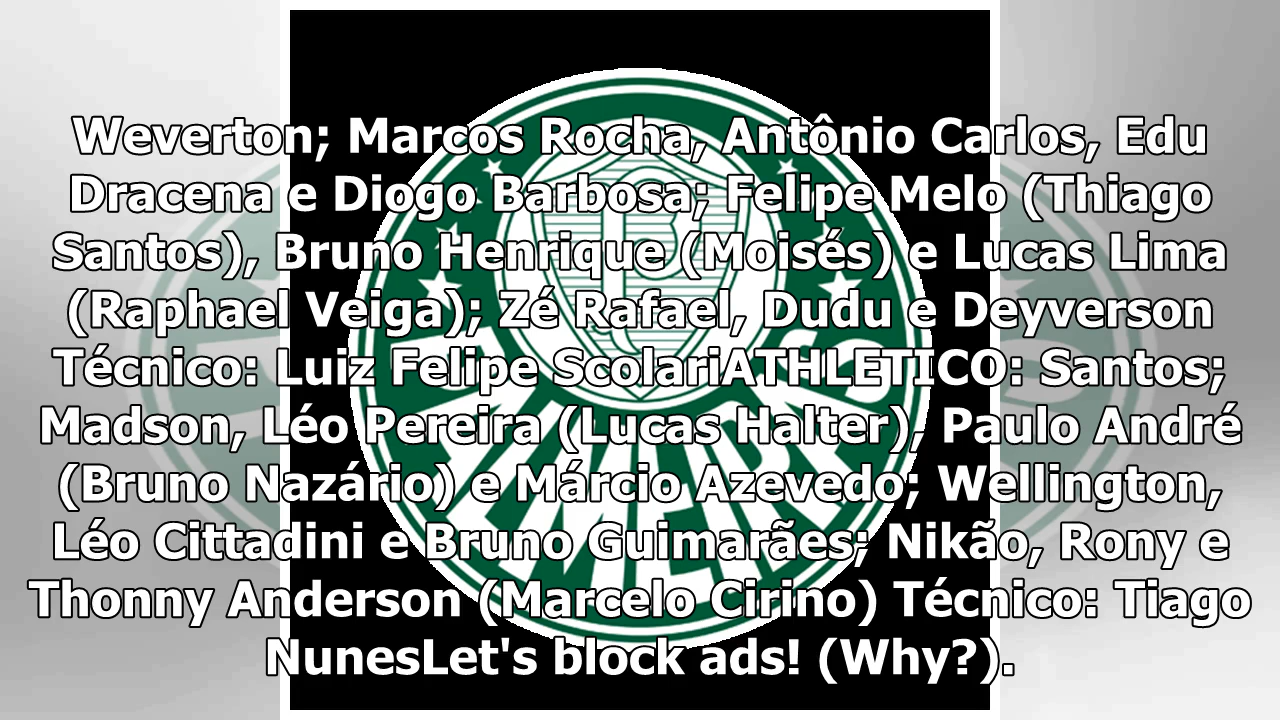 Weverton; Marcos Rocha, Antônio Carlos, Edu
Dracena e Diogo Barbosa; Felipe Melo (Thiago
Santos), Bruno Henrique (Moisés) e Lucas Lima
(Raphael Veiga); Zé Rafael, Dudu e Deyverson
Técnico: Luiz Felipe ScolariATHLETICO: Santos;
Madson, Léo Pereira (Lucas Halter), Paulo André
(Bruno Nazário) e Márcio Azevedo; Wellington,
Léo Cittadini e Bruno Guimarães; Nikão, Rony e
Thonny Anderson (Marcelo Cirino) Técnico: Tiago
NunesLet's block ads! (Why?).
PALMEIRAS